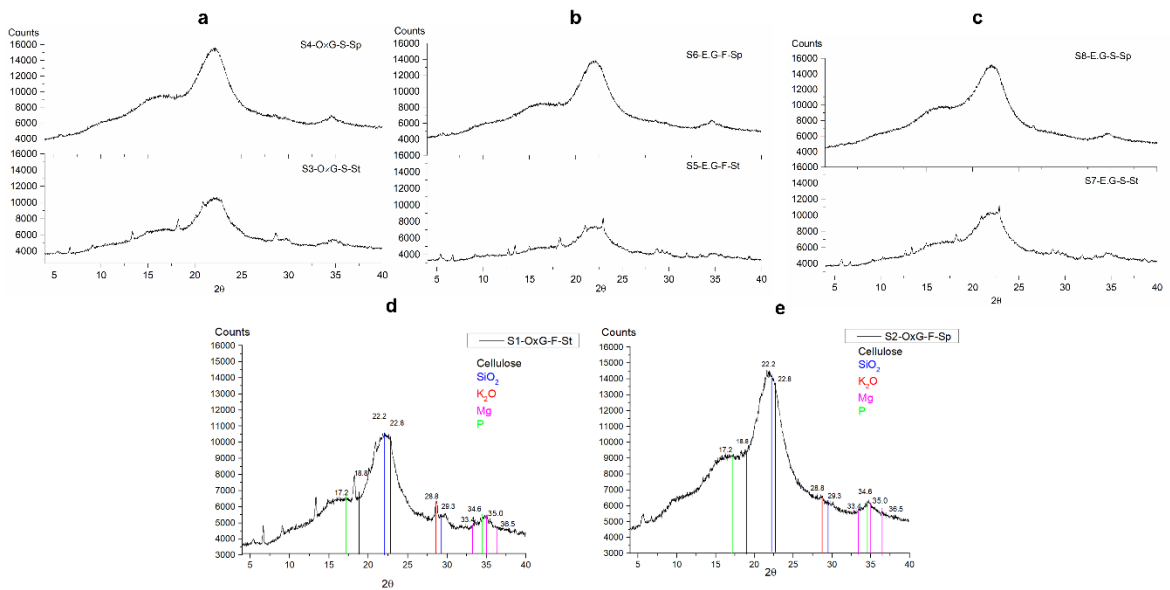 a
Counts
16000
14000
12000
10000
8000
6000
4000
S4-O×G-S-Sp
16000
14000
12000
10000
8000
6000
4000
S3-O×G-S-St
5 10 15 20 25 30 35 40
2θ
b
Counts
16000
14000
12000
10000
8000
6000
4000
S6-E.G-F-Sp
16000
14000
12000
10000
8000
6000
4000
S5-E.G-F-St
5 10 15 20 25 30 35 40
2θ
c
Counts
16000
14000
12000
10000
8000
6000
4000
16000
S8-E.G-S-Sp
14000
12000
10000
8000
6000
4000
S7-E.G-S-St
5 10 15 20 25 30 35 40
2θ
d
Counts
16000
15000
14000
13000
12000
11000
10000
9000
8000
7000
6000
5000
4000
3000
S1-OxG-F-St
Cellulose
SiO₂
K₂O
Mg
P
17.2
18.8
22.2
22.8
28.8
29.3
33.4
34.6
35.0
36.5
5 10 15 20 25 30 35 40
2θ
e
Counts
16000
15000
14000
13000
12000
11000
10000
9000
8000
7000
6000
5000
4000
3000
S2-OxG-F-Sp
Cellulose
SiO₂
K₂O
Mg
P
17.2
18.8
22.2
22.8
28.8
29.3
33.4
34.6
35.0
36.5
5 10 15 20 25 30 35 40
2θ